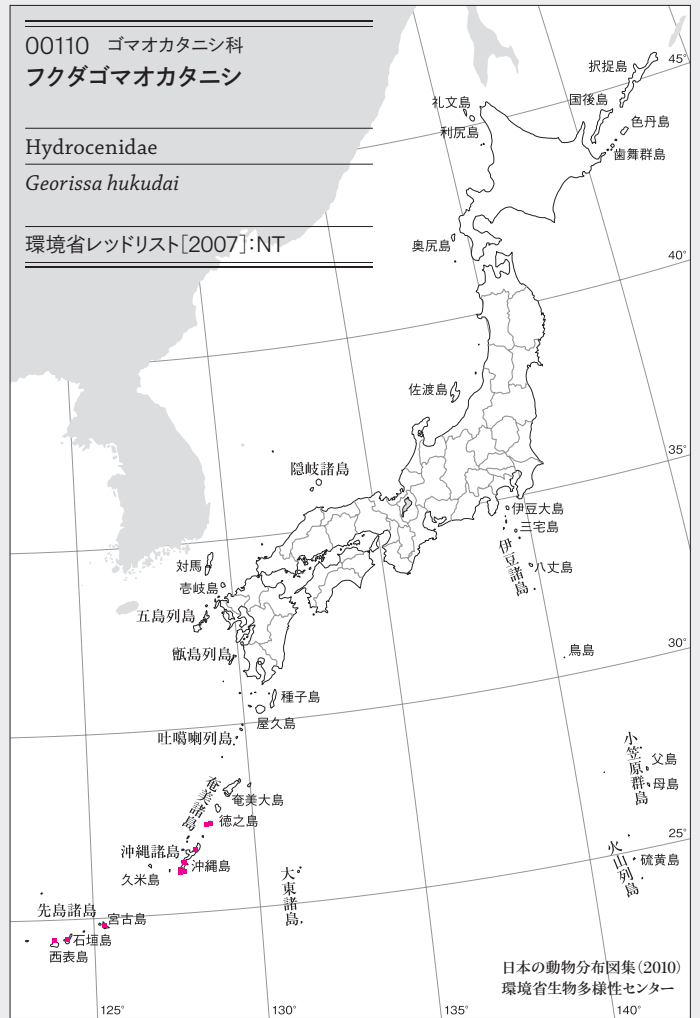 00110 ゴマオカタニシ科
フクダゴマオカタニシ
Hydrocenidae
Georissa hukudai
環境省レッドリスト[2007]:NT
択捉島
45°
礼文島
国後島
利尻島
色丹島
歯舞群島
奥尻島
40°
佐渡島
35°
隠岐諸島
伊豆大島
三宅島
伊豆諸島
八丈島
対馬
壱岐島
五島列島
甑島列島
鳥島
30°
種子島
屋久島
吐噶喇列島
小笠原群島
父島
母島
奄美諸島
奄美大島
徳之島
25°
沖縄諸島
沖縄島
久米島
大東諸島
火山列島
硫黄島
先島諸島
宮古島
石垣島
西表島
日本の動物分布図集(2010)
環境省生物多様性センター
125°
130°
135°
140°